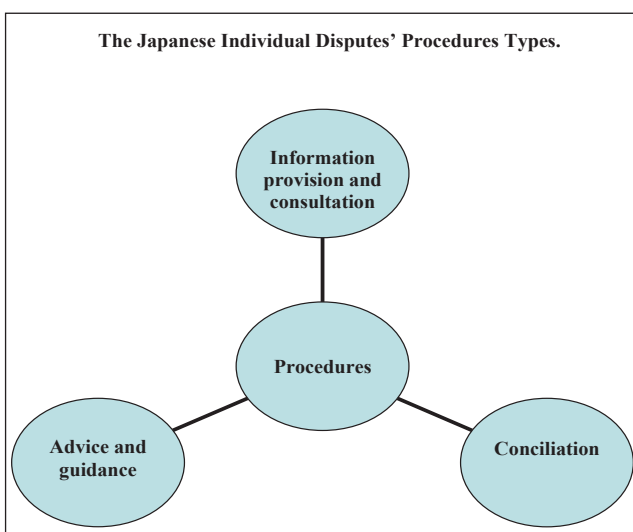 The Japanese Individual Disputes’ Procedures Types.
Information
provision and
consultation
Procedures
Advice and
guidance
Conciliation